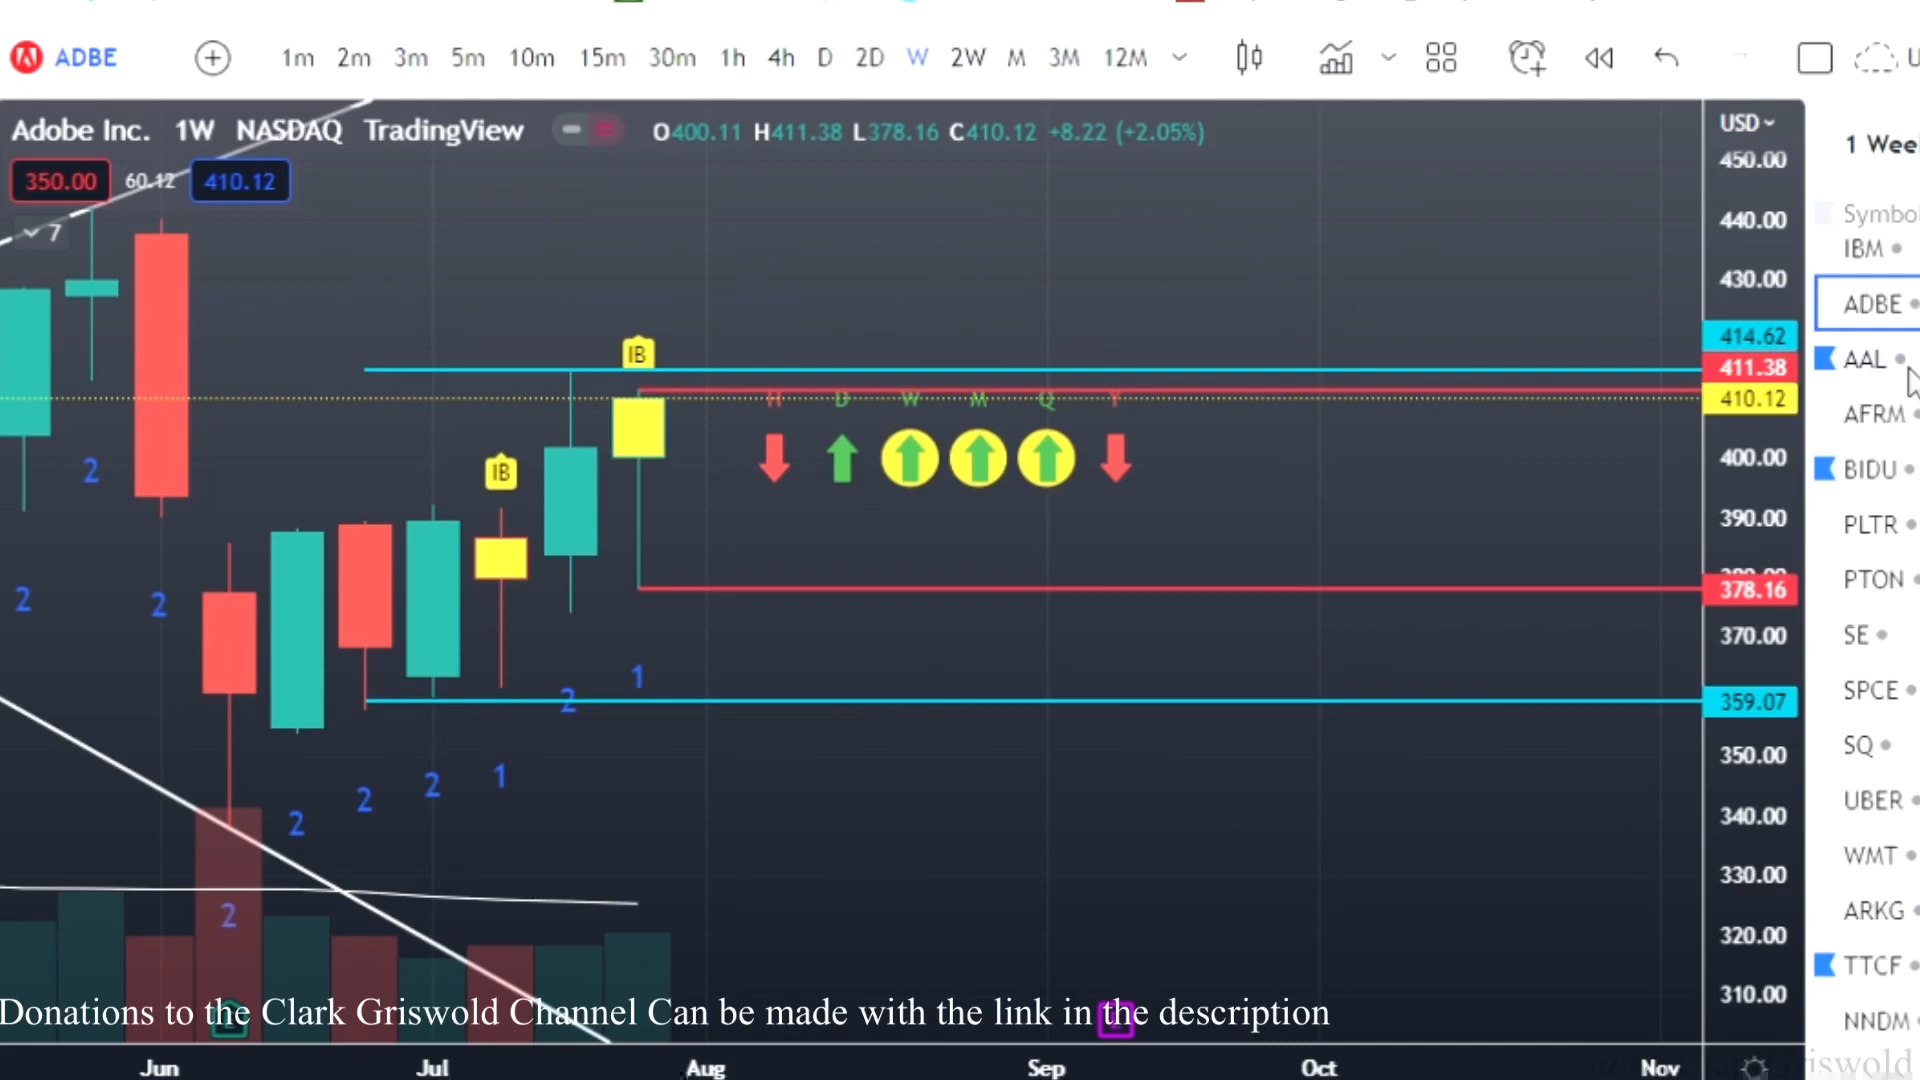 ADBE 1m 2m 3m 5m 10m 15m 30m 1h 4h D 2D W 2W M 3M 12M
Adobe Inc. 1W NASDAQ TradingView O400.11 H411.38 L378.16 C410.12 +8.22 (+2.05%)
USD
1 Wee
350.00 60.12 410.12
450.00
7
Symbo
440.00
IBM
430.00
ADBE
414.62
IB
AAL
411.38
H D W M Q Y
410.12
AFRM
400.00
2
IB
BIDU
390.00
PLTR
378.16
PTON
2
2
370.00
SE
1
2
359.07
SPCE
350.00
SQ
1
2
2
2
340.00
UBER
WMT
330.00
2
ARKG
320.00
TTCF
310.00
Donations to the Clark Griswold Channel Can be made with the link in the description
NNDM
Jun Jul Aug Sep Oct Nov
iswold